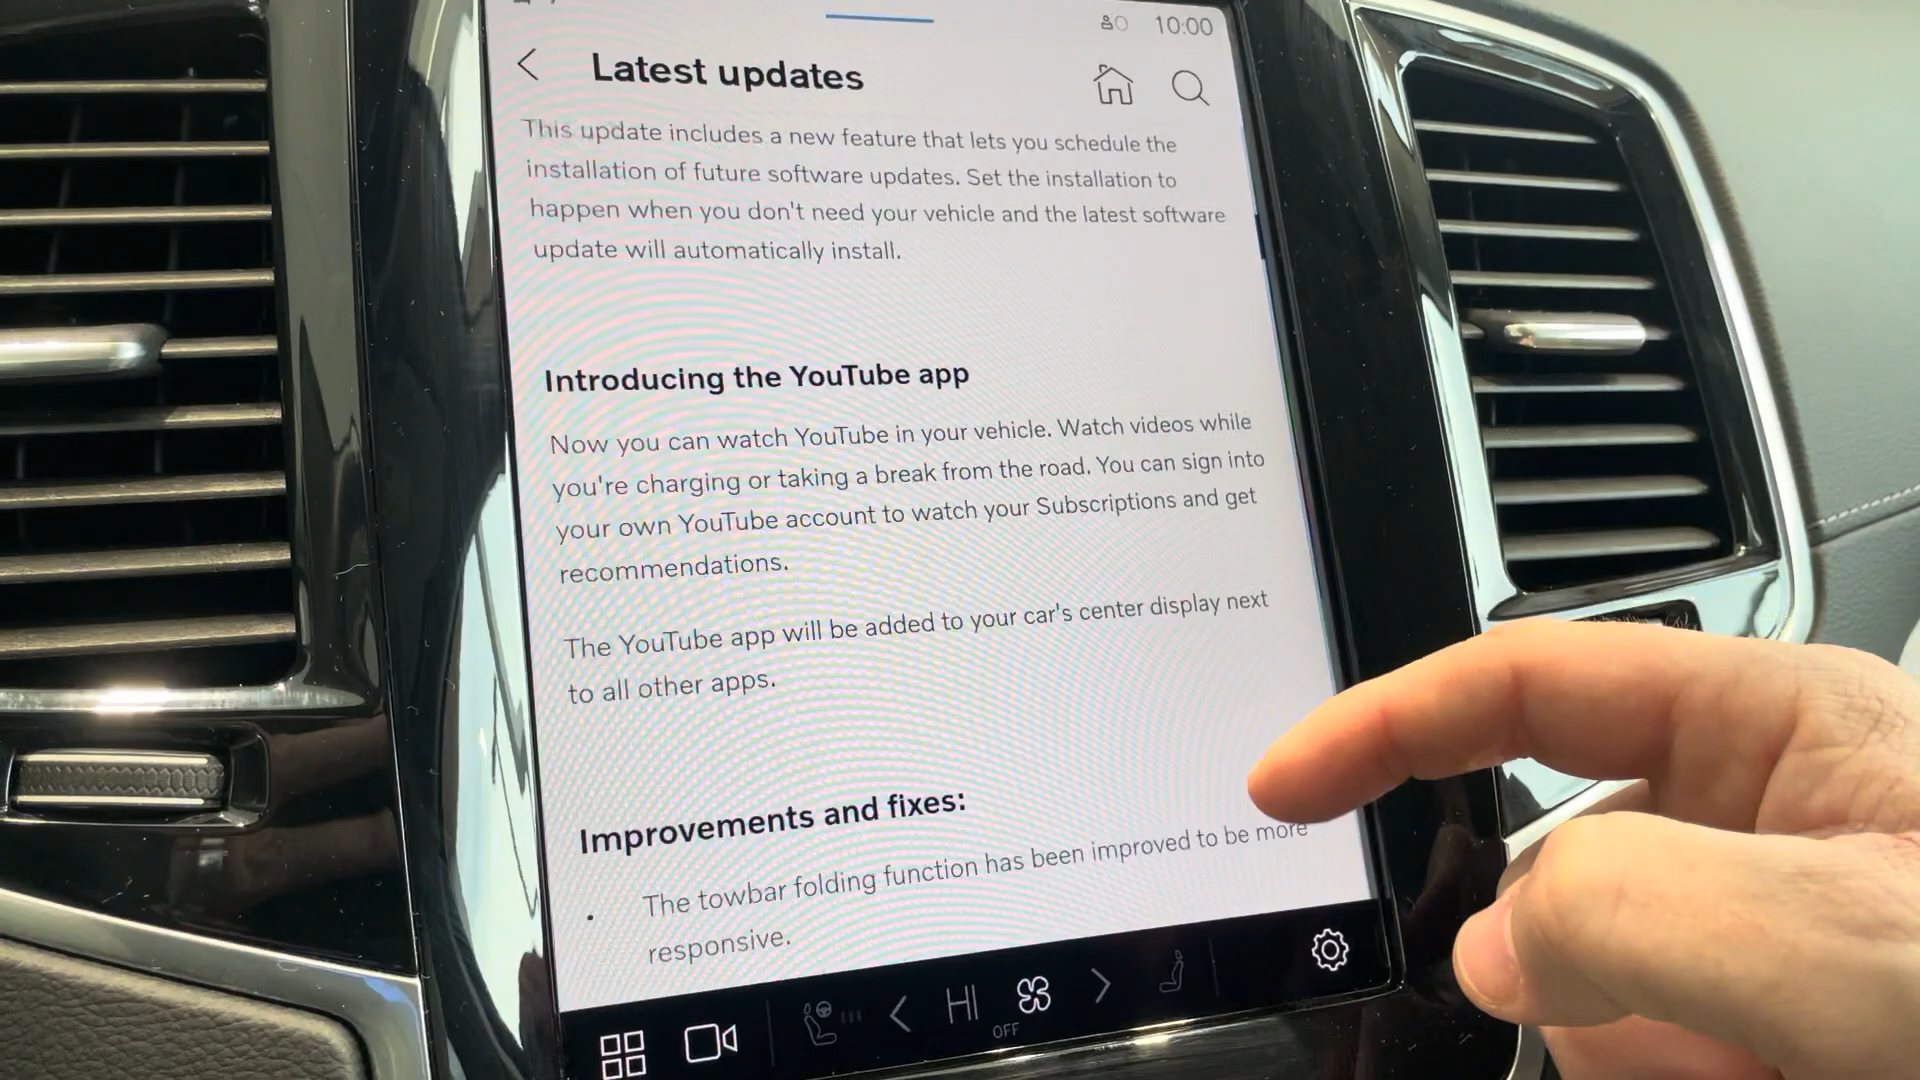 10:00
Latest updates
This update includes a new feature that lets you schedule the
installation of future software updates. Set the installation to
happen when you don't need your vehicle and the latest software
update will automatically install.
Introducing the YouTube app
Now you can watch YouTube in your vehicle. Watch videos while
you're charging or taking a break from the road. You can sign into
your own YouTube account to watch your Subscriptions and get
recommendations.
The YouTube app will be added to your car's center display next
to all other apps.
Improvements and fixes:
• The towbar folding function has been improved to be more
responsive.
HI
OFF